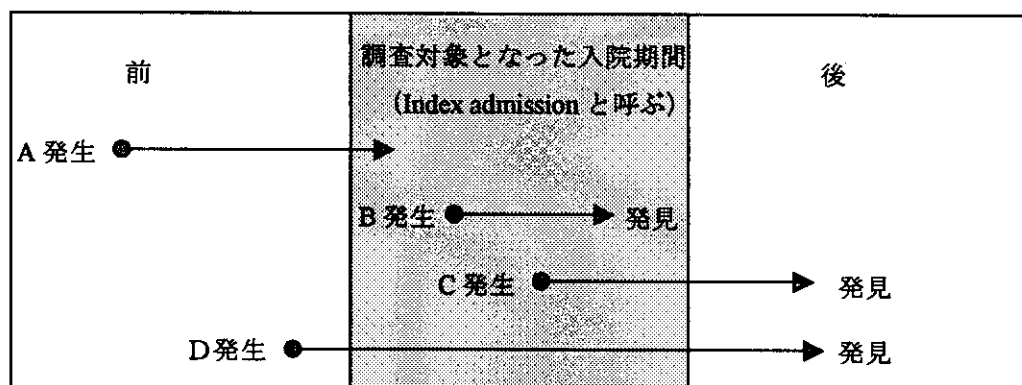 前
調査対象となった入院期間
(Index admission と呼ぶ)
後
A 発生
B 発生
発見
C 発生
発見
D発生
発見